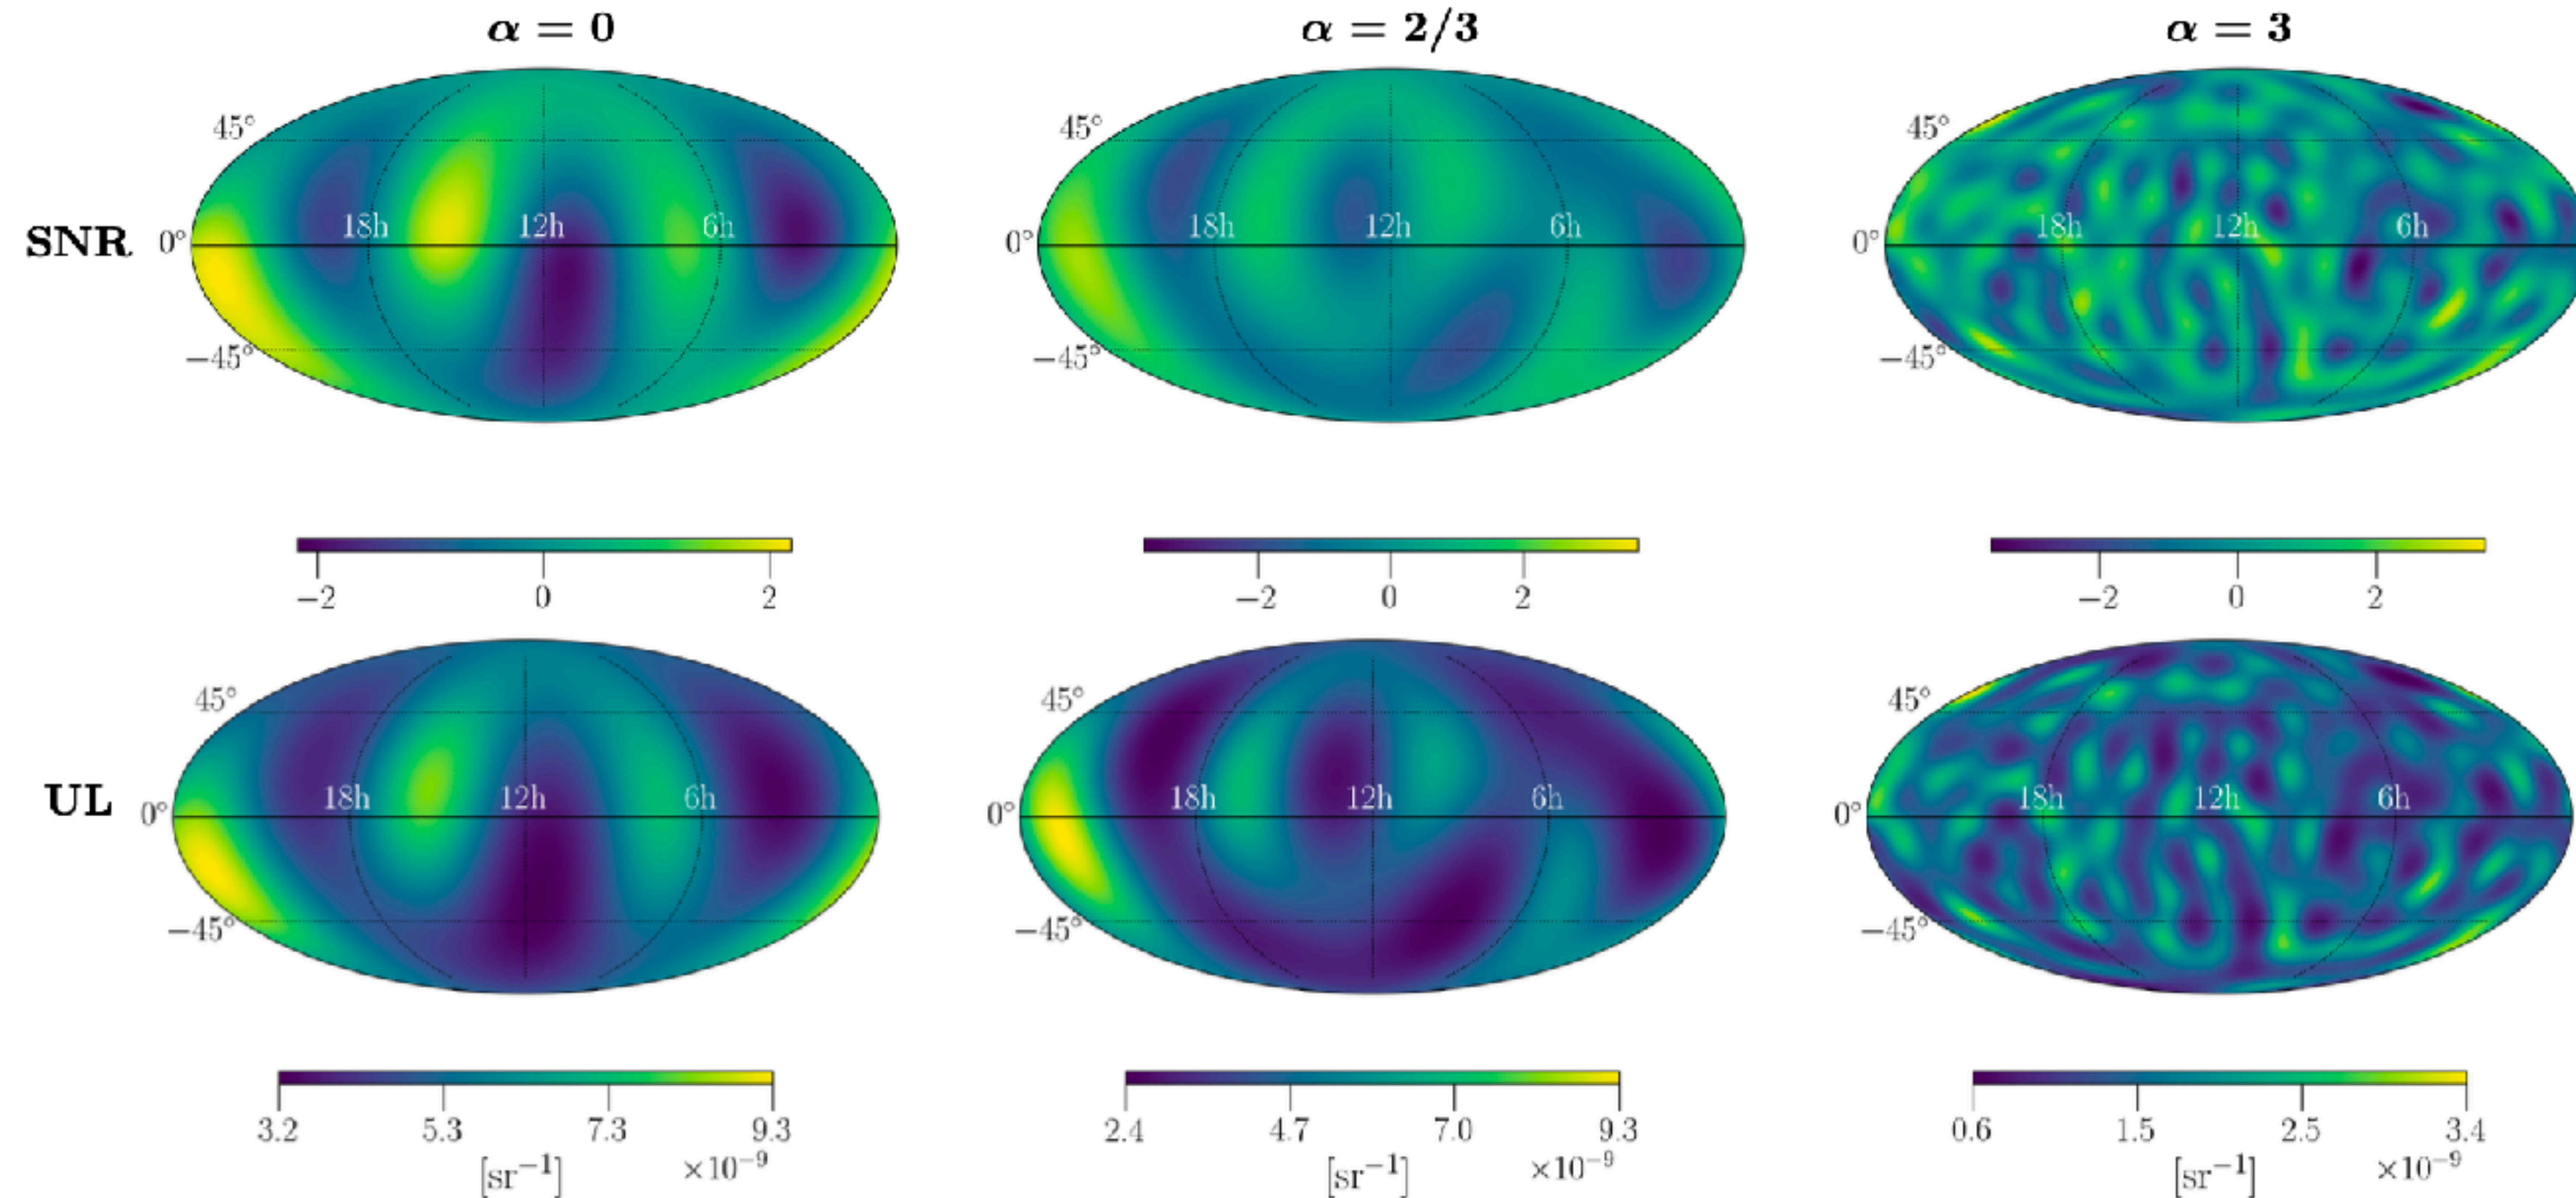 α = 0 α = 2/3 α = 3
45° 45° 45°
SNR 0° 18h 12h 6h 0° 18h 12h 6h 0° 18h 12h 6h
−45° −45° −45°
−2 0 2 −2 0 2 −2 0 2
45° 45° 45°
UL 0° 18h 12h 6h 0° 18h 12h 6h 0° 18h 12h 6h
−45° −45° −45°
3.2 5.3 7.3 9.3 2.4 4.7 7.0 9.3 0.6 1.5 2.5 3.4
[sr⁻¹] ×10⁻⁹ [sr⁻¹] ×10⁻⁹ [sr⁻¹] ×10⁻⁹